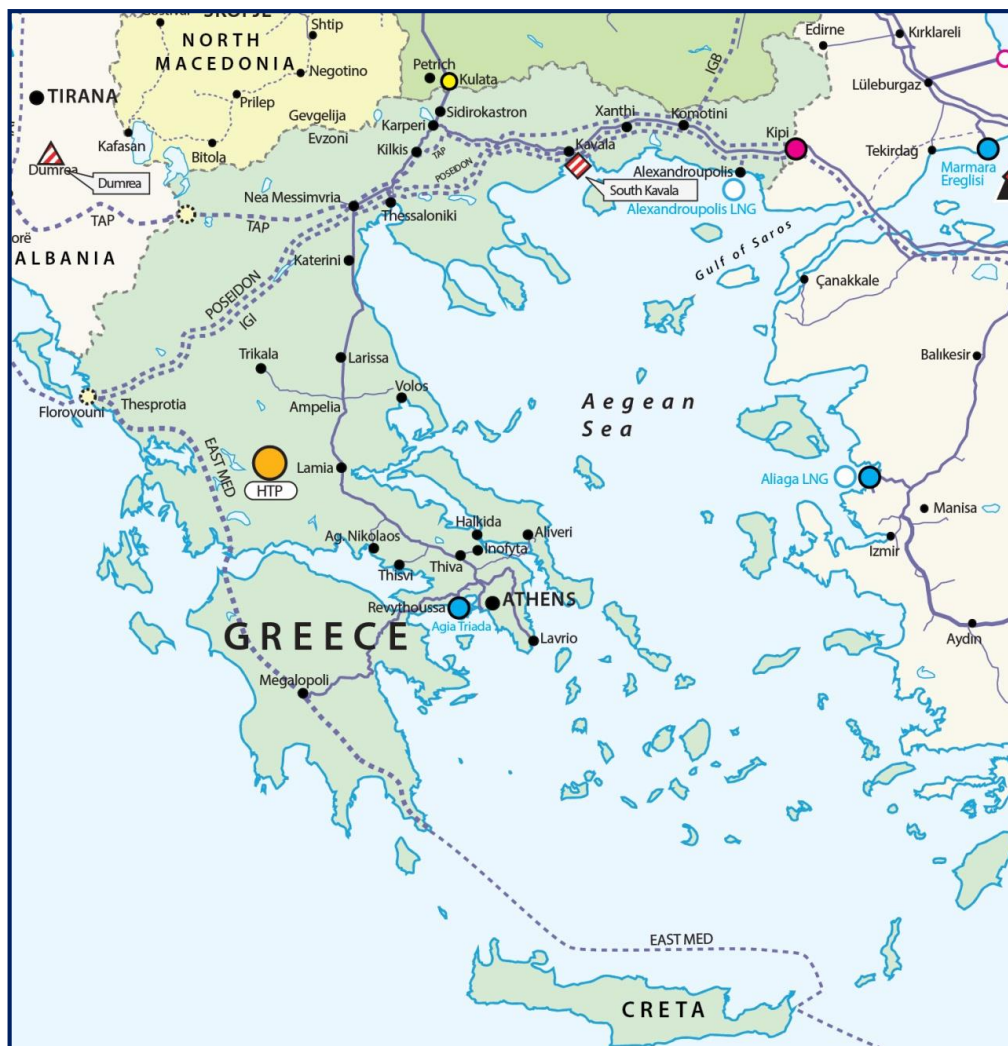 SKOPJE
Gostivar
Shtip
NORTH
MACEDONIA
Negotino
Prilep
Gevgelija
Evzoni
Bitola
Kafasan
TIRANA
Dumrea
Dumrea
TAP
ALBANIA
Petrich
Kulata
Sidirokastron
Karperi
Kilkis
TAP
POSEIDON
Nea Messimvria
TAP
Thessaloniki
Xanthi
Komotini
IGB
Kavala
South Kavala
Kipi
Alexandroupolis
Alexandroupolis LNG
Edirne
Kırklareli
Lüleburgaz
Tekirdağ
Marmara
Ereglisi
Gulf of Saros
Çanakkale
Balıkesir
Katerini
POSEIDON
IGI
Trikala
Larissa
Volos
Ampelia
Florovouni
Thesprotia
EAST MED
HTP
Lamia
Aegean
Sea
Aliaga LNG
Manisa
Izmir
Aydın
Halkida
Aliveri
Ag. Nikolaos
Inofyta
Thiva
Thisvi
Revythoussa
ATHENS
Agia Triada
GREECE
Lavrio
Megalopoli
EAST MED
CRETA